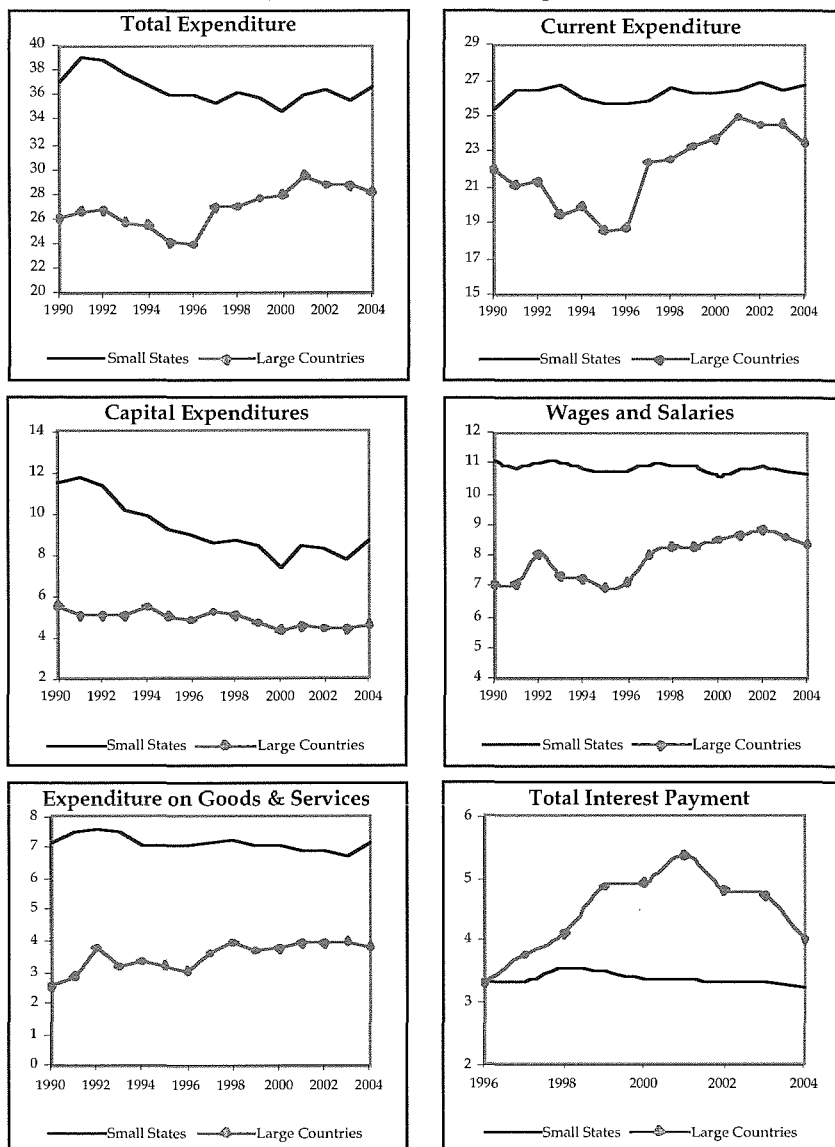 Total Expenditure
40
38
36
34
32
30
28
26
24
22
20
1990 1992 1994 1996 1998 2000 2002 2004
Small States Large Countries
Current Expenditure
29
27
25
23
21
19
17
15
1990 1992 1994 1996 1998 2000 2002 2004
Small States Large Countries
Capital Expenditures
14
12
10
8
6
4
2
1990 1992 1994 1996 1998 2000 2002 2004
Small States Large Countries
Wages and Salaries
12
11
10
9
8
7
6
5
4
1990 1992 1994 1996 1998 2000 2002 2004
Small States Large Countries
Expenditure on Goods & Services
8
7
6
5
4
3
2
1
0
1990 1992 1994 1996 1998 2000 2002 2004
Small States Large Countries
Total Interest Payment
6
5
4
3
2
1996 1998 2000 2002 2004
Small States Large Countries